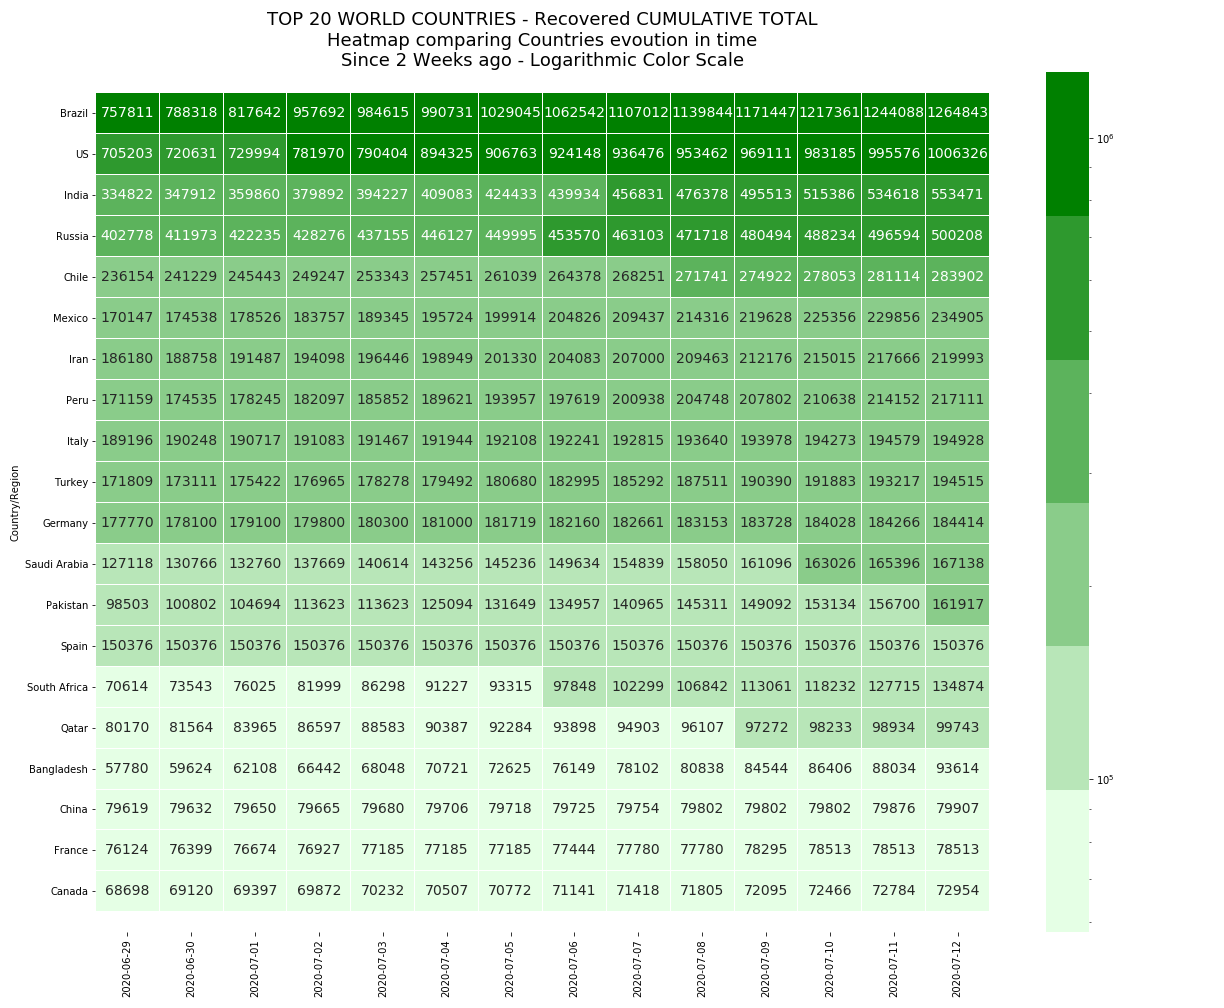 TOP 20 WORLD COUNTRIES - Recovered CUMULATIVE TOTAL
Heatmap comparing Countries evoution in time
Since 2 Weeks ago - Logarithmic Color Scale
Country/Region
Brazil 757811 788318 817642 957692 984615 990731 1029045 1062542 1107012 1139844 1171447 1217361 1244088 1264843
US 705203 720631 729994 781970 790404 894325 906763 924148 936476 953462 969111 983185 995576 1006326
India 334822 347912 359860 379892 394227 409083 424433 439934 456831 476378 495513 515386 534618 553471
Russia 402778 411973 422235 428276 437155 446127 449995 453570 463103 471718 480494 488234 496594 500208
Chile 236154 241229 245443 249247 253343 257451 261039 264378 268251 271741 274922 278053 281114 283902
Mexico 170147 174538 178526 183757 189345 195724 199914 204826 209437 214316 219628 225356 229856 234905
Iran 186180 188758 191487 194098 196446 198949 201330 204083 207000 209463 212176 215015 217666 219993
Peru 171159 174535 178245 182097 185852 189621 193957 197619 200938 204748 207802 210638 214152 217111
Italy 189196 190248 190717 191083 191467 191944 192108 192241 192815 193640 193978 194273 194579 194928
Turkey 171809 173111 175422 176965 178278 179492 180680 182995 185292 187511 190390 191883 193217 194515
Germany 177770 178100 179100 179800 180300 181000 181719 182160 182661 183153 183728 184028 184266 184414
Saudi Arabia 127118 130766 132760 137669 140614 143256 145236 149634 154839 158050 161096 163026 165396 167138
Pakistan 98503 100802 104694 113623 113623 125094 131649 134957 140965 145311 149092 153134 156700 161917
Spain 150376 150376 150376 150376 150376 150376 150376 150376 150376 150376 150376 150376 150376 150376
South Africa 70614 73543 76025 81999 86298 91227 93315 97848 102299 106842 113061 118232 127715 134874
Qatar 80170 81564 83965 86597 88583 90387 92284 93898 94903 96107 97272 98233 98934 99743
Bangladesh 57780 59624 62108 66442 68048 70721 72625 76149 78102 80838 84544 86406 88034 93614
China 79619 79632 79650 79665 79680 79706 79718 79725 79754 79802 79802 79802 79876 79907
France 76124 76399 76674 76927 77185 77185 77185 77444 77780 77780 78295 78513 78513 78513
Canada 68698 69120 69397 69872 70232 70507 70772 71141 71418 71805 72095 72466 72784 72954
2020-06-29 2020-06-30 2020-07-01 2020-07-02 2020-07-03 2020-07-04 2020-07-05 2020-07-06 2020-07-07 2020-07-08 2020-07-09 2020-07-10 2020-07-11 2020-07-12
10⁶
10⁵